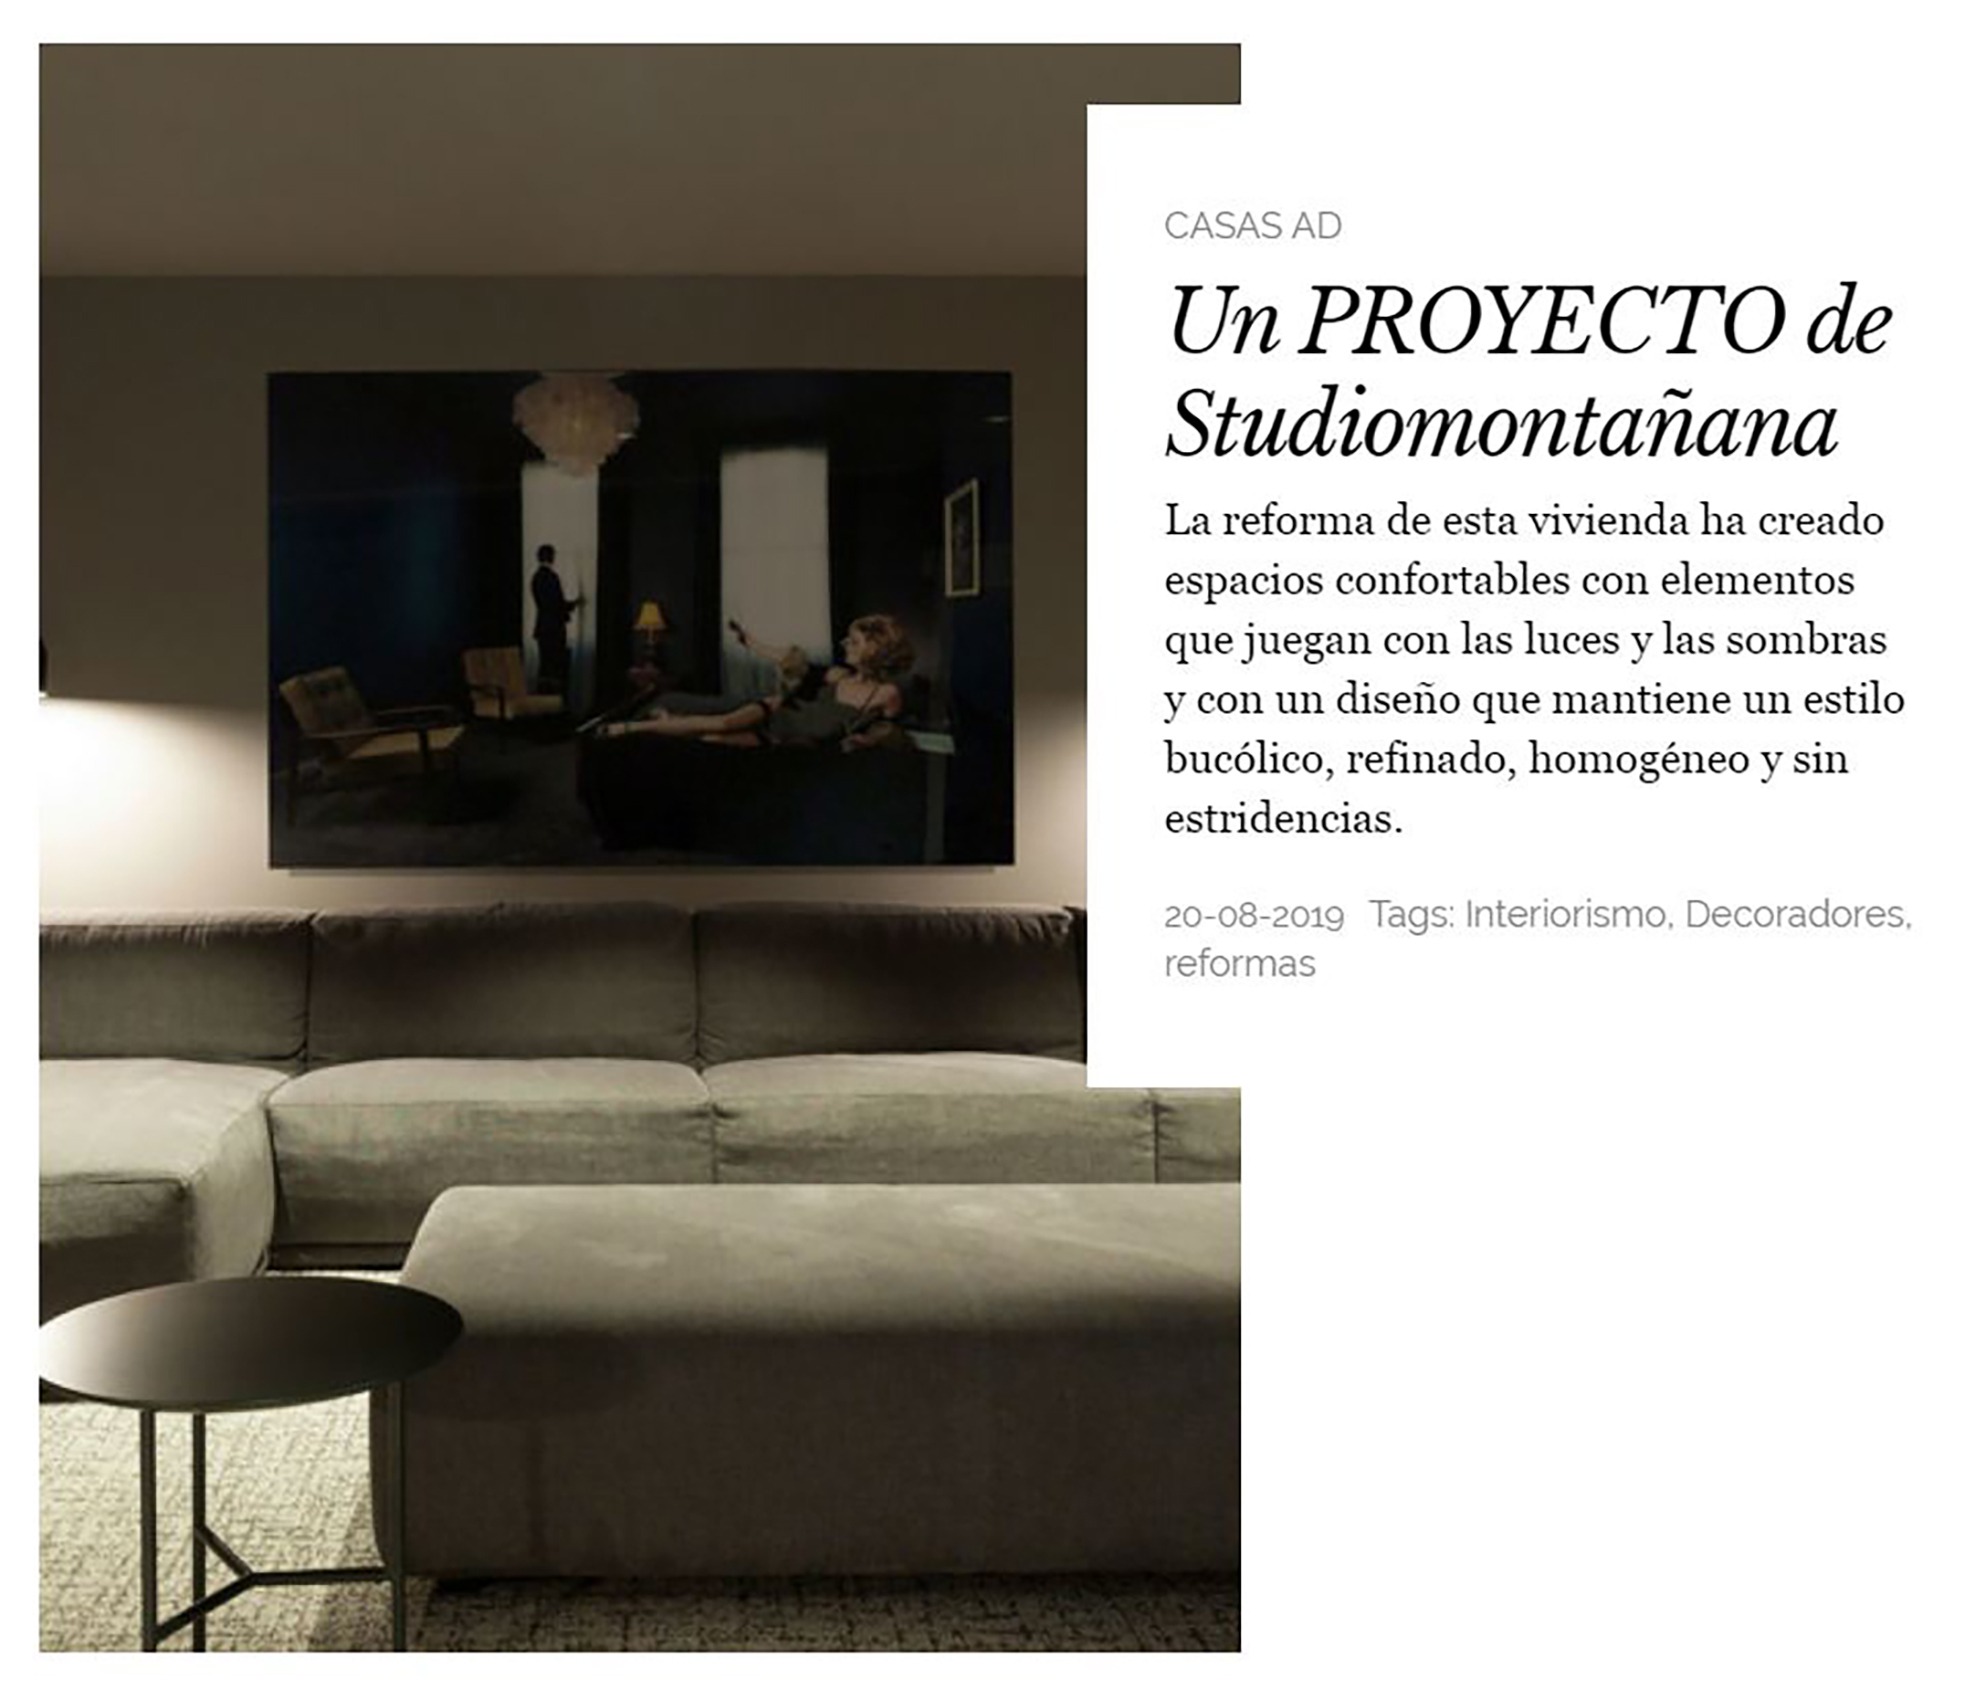 CASAS AD
Un PROYECTO de
Studiomontañana
La reforma de esta vivienda ha creado
espacios confortables con elementos
que juegan con las luces y las sombras
y con un diseño que mantiene un estilo
bucólico, refinado, homogéneo y sin
estridencias.
20-08-2019 Tags: Interiorismo, Decoradores,
reformas